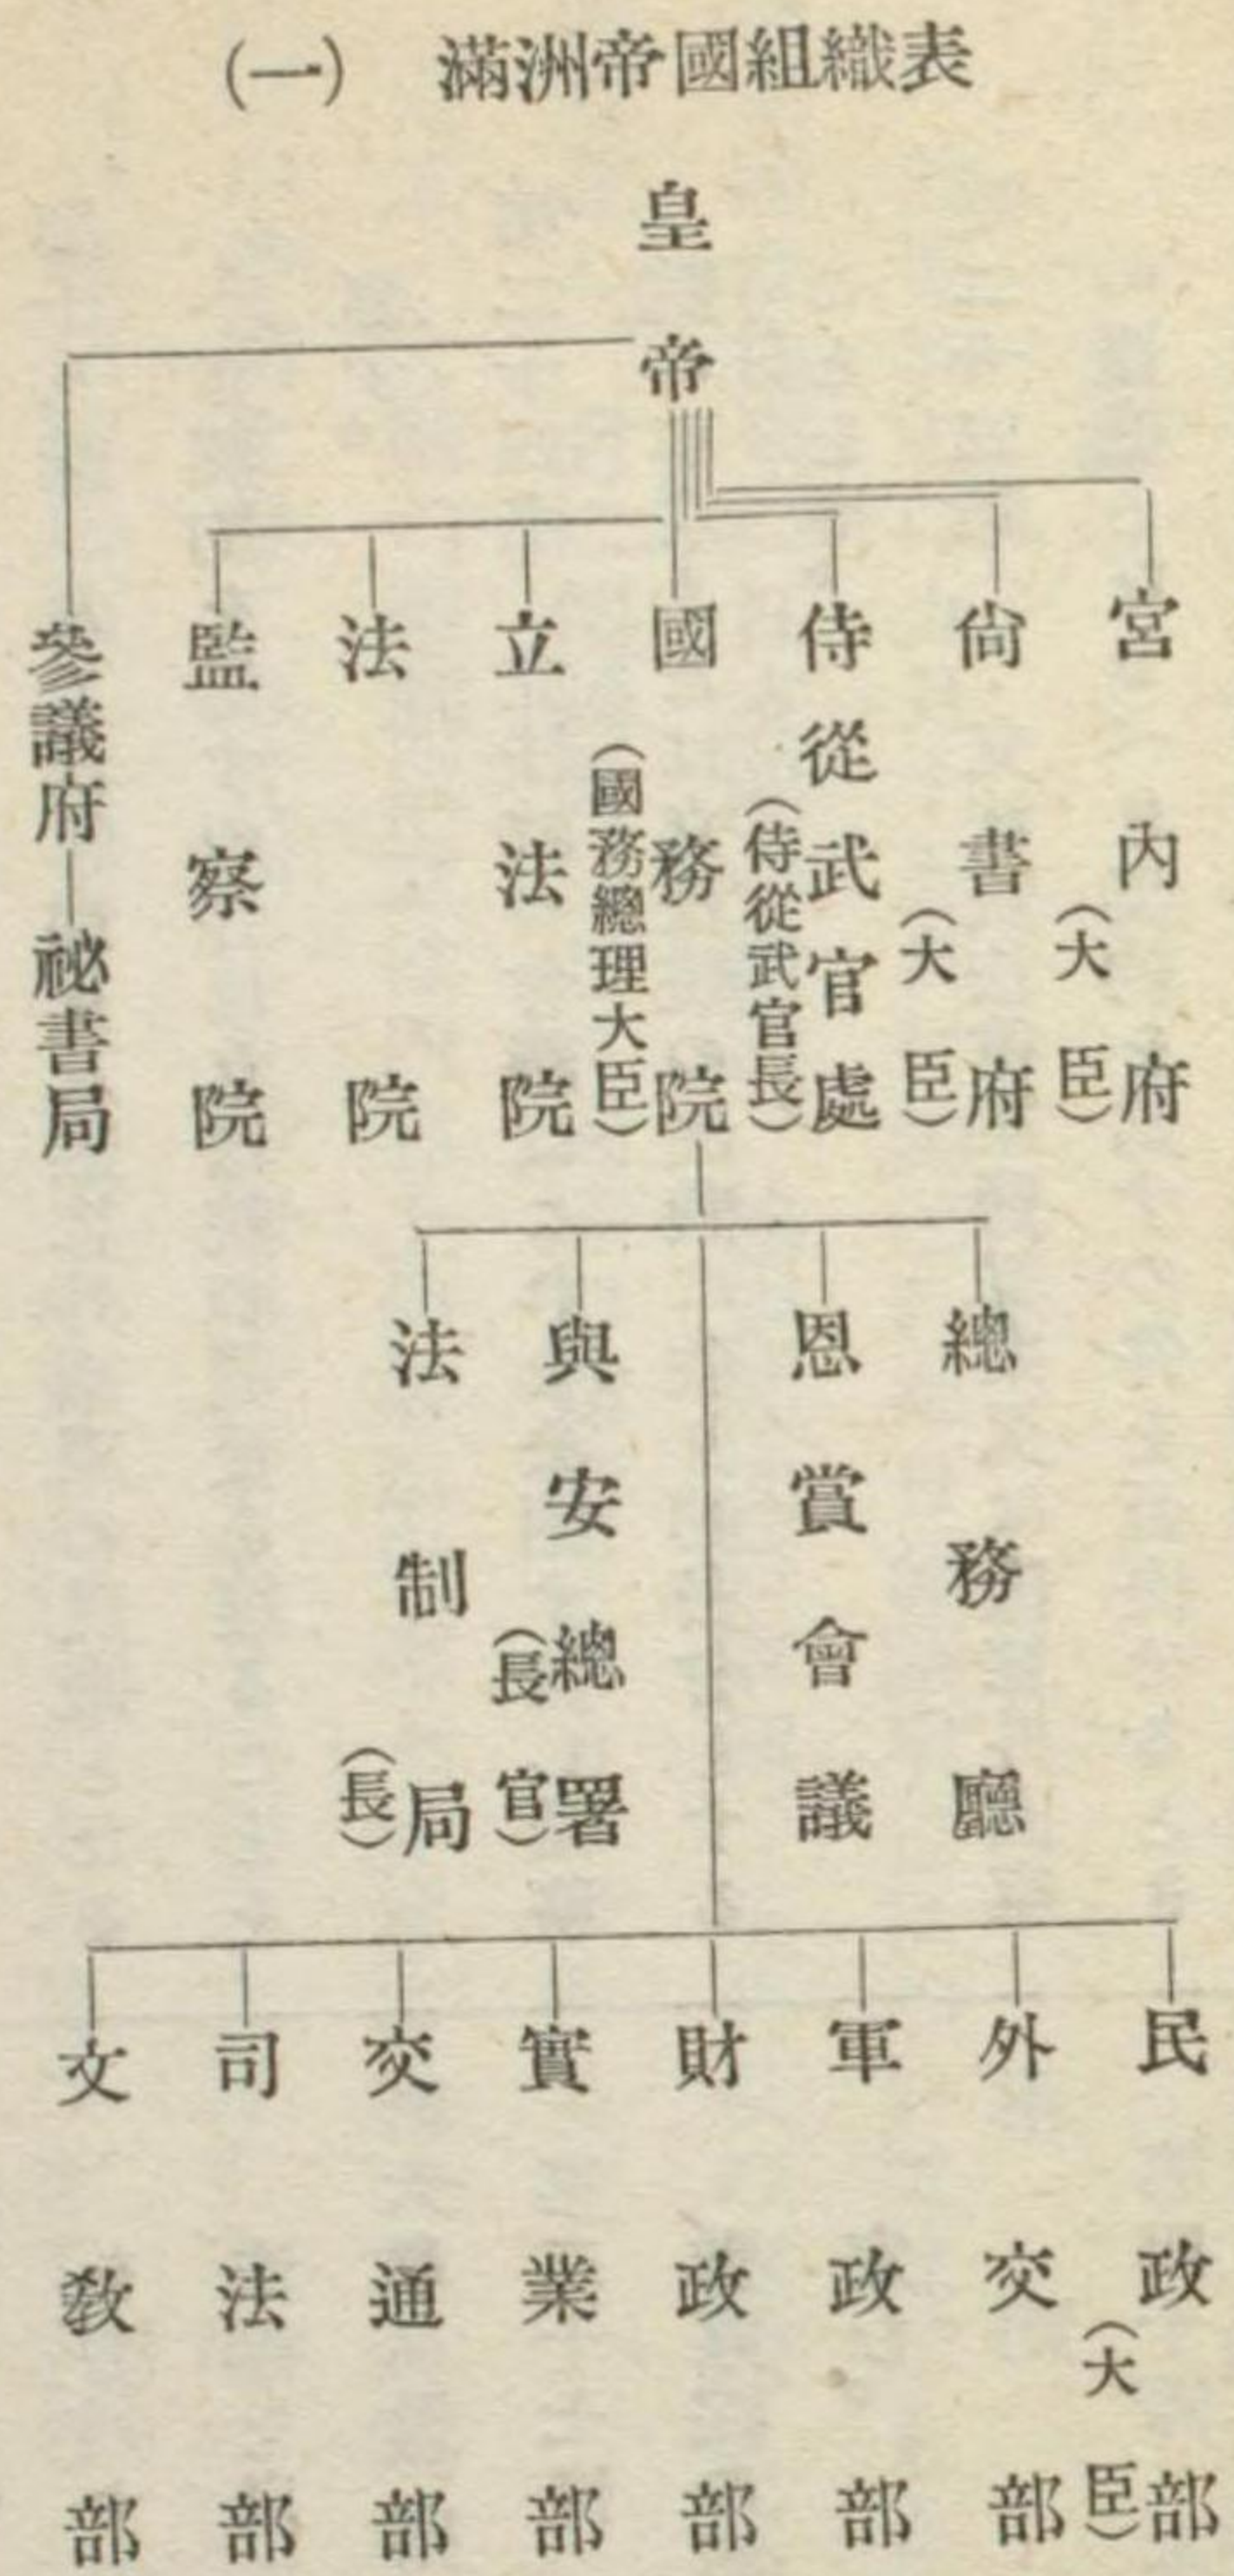 (一)　滿洲帝國組織表
皇帝
宮内府
(大臣)
尙書府
(大臣)
侍從武官處
(侍從武官長)
國務院
(國務總理大臣)
立法院
法院
監察院
參議府—祕書局
總務廳
恩賞會議
與安總署
(長官)
法制局
(長)
民政部
(大臣)
外交部
軍政部
財政部
實業部
交通部
司法部
文敎部